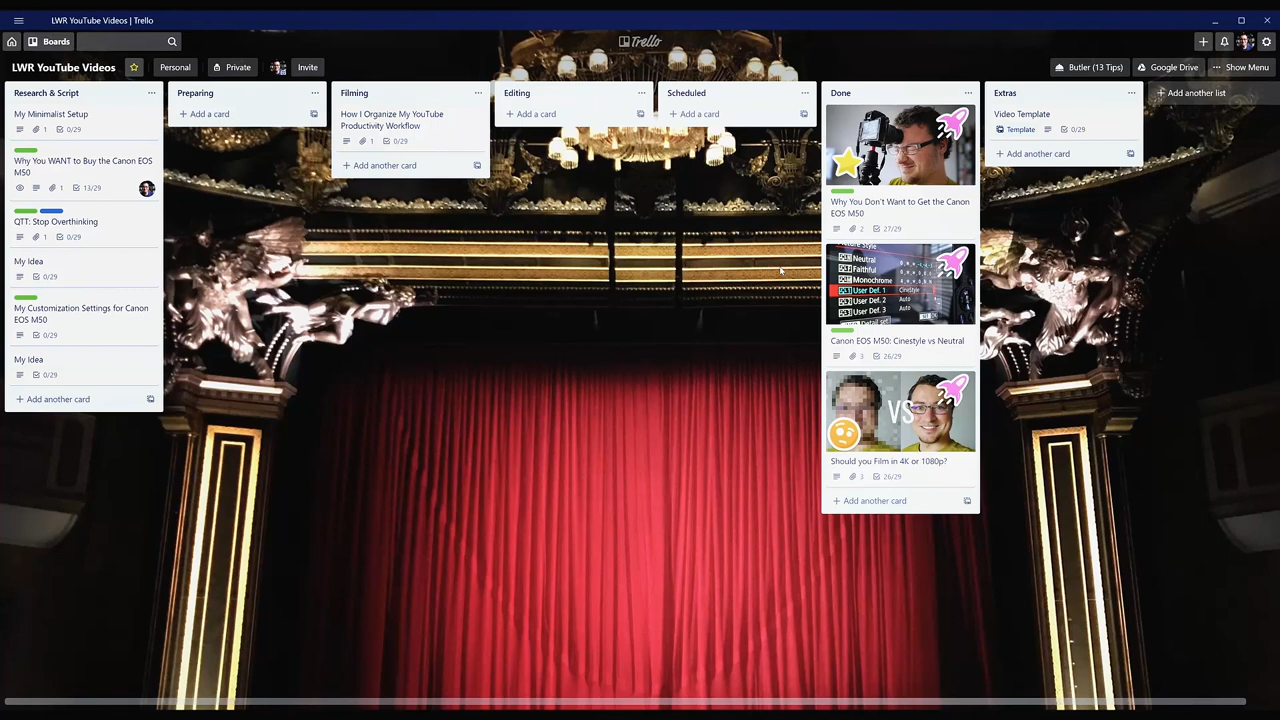 LWR YouTube Videos | Trello
Boards
Trello
LWR YouTube Videos
Personal
Private
Invite
Butler (13 Tips)
Google Drive
Show Menu
Research & Script
My Minimalist Setup
1
0/29
Why You WANT to Buy the Canon EOS
M50
1
13/29
QTT: Stop Overthinking
1
0/29
My Idea
0/29
My Customization Settings for Canon
EOS M50
0/29
My Idea
0/29
+ Add another card
Preparing
+ Add a card
Filming
How I Organize My YouTube
Productivity Workflow
1
0/29
+ Add another card
Editing
+ Add a card
Scheduled
+ Add a card
Done
Why You Don't Want to Get the Canon
EOS M50
2
27/29
Picture Style
Neutral
Faithful
Monochrome
User Def. 1 CineStyle
User Def. 2 Auto
User Def. 3 Auto
Detail set.
Canon EOS M50: Cinestyle vs Neutral
3
26/29
VS
Should you Film in 4K or 1080p?
3
26/29
+ Add another card
Extras
Video Template
Template
0/29
+ Add another card
+ Add another list